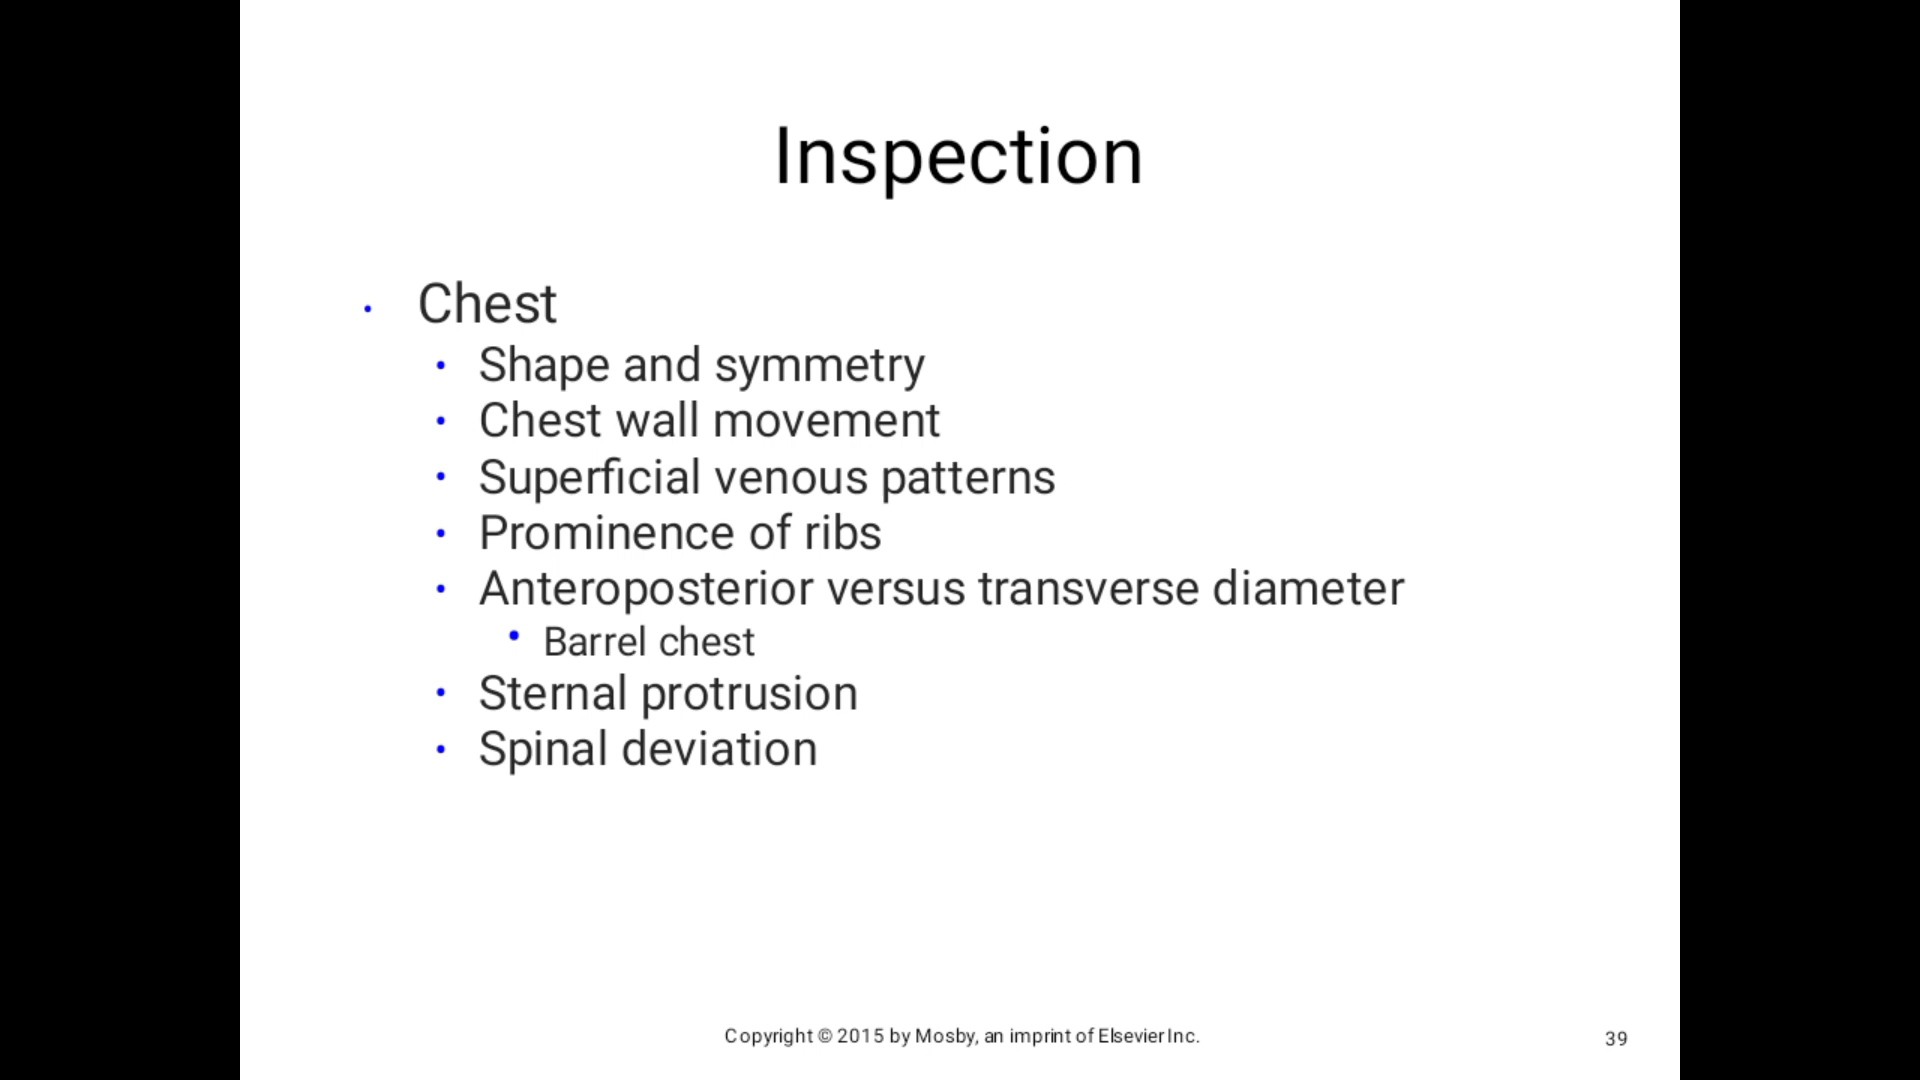 Inspection
• Chest
• Shape and symmetry
• Chest wall movement
• Superficial venous patterns
• Prominence of ribs
• Anteroposterior versus transverse diameter
• Barrel chest
• Sternal protrusion
• Spinal deviation
Copyright © 2015 by Mosby, an imprint of Elsevier Inc.
39